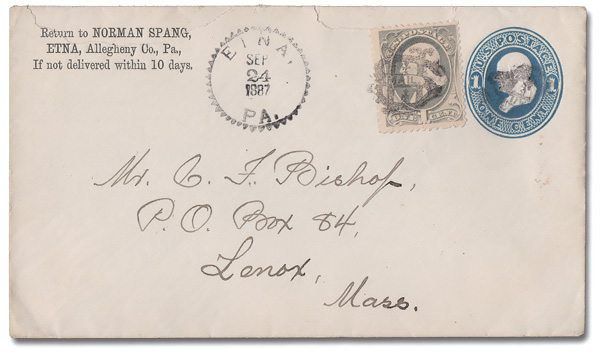 Return to NORMAN SPANG,
ETNA, Allegheny Co., Pa.,
If not delivered within 10 days.
ETNA,
SEP
24
1887
PA.
U.S. POSTAGE
1 1
ONE CENT
Mr. C. F. Bishop,
P.O. Box 84,
Lenox,
Mass.